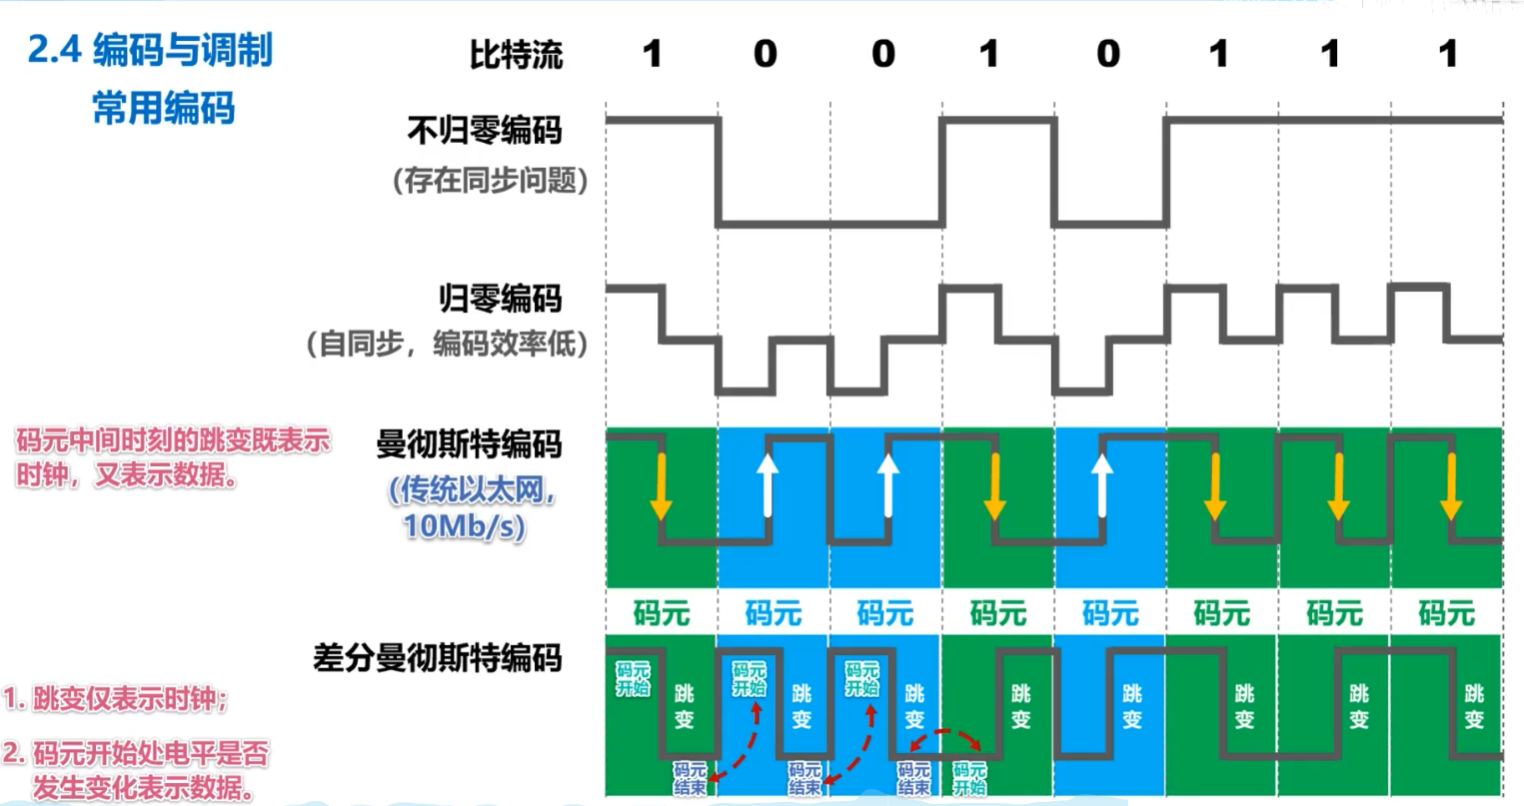 2.4 编码与调制
常用编码
比特流 1 0 0 1 0 1 1 1
不归零编码
(存在同步问题)
归零编码
(自同步，编码效率低)
码元中间时刻的跳变既表示
时钟，又表示数据。
曼彻斯特编码
(传统以太网，
10Mb/s)
码元 码元 码元 码元 码元 码元 码元 码元
差分曼彻斯特编码
1. 跳变仅表示时钟；
2. 码元开始处电平是否
发生变化表示数据。
码元
开始
跳
变
码元
结束
码元
开始
跳
变
码元
结束
码元
开始
跳
变
码元
结束
码元
开始
跳
变
跳
变
跳
变
跳
变
跳
变